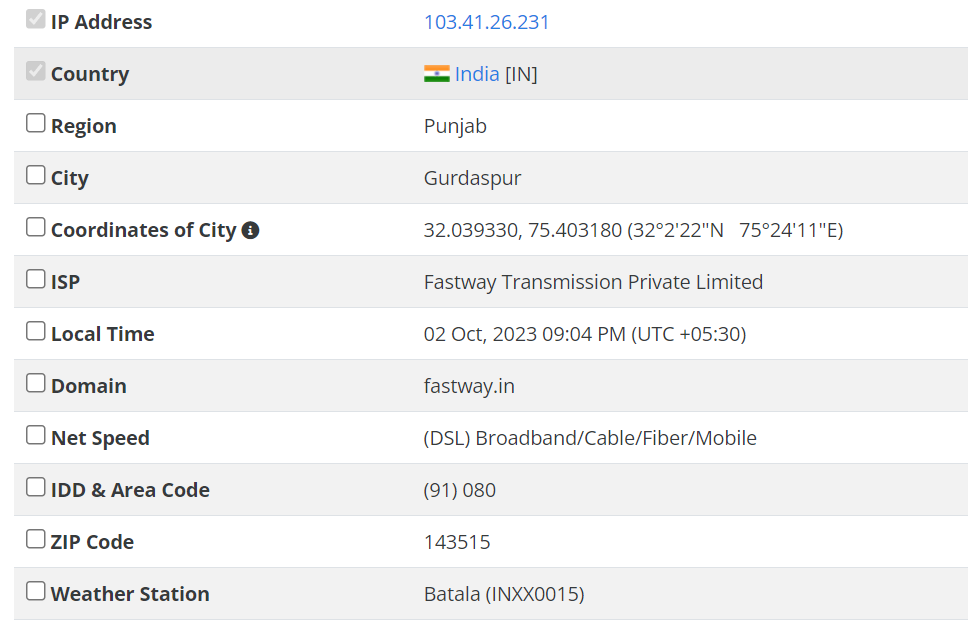 IP Address 103.41.26.231
Country India [IN]
Region Punjab
City Gurdaspur
Coordinates of City 32.039330, 75.403180 (32°2'22"N 75°24'11"E)
ISP Fastway Transmission Private Limited
Local Time 02 Oct, 2023 09:04 PM (UTC +05:30)
Domain fastway.in
Net Speed (DSL) Broadband/Cable/Fiber/Mobile
IDD & Area Code (91) 080
ZIP Code 143515
Weather Station Batala (INXX0015)